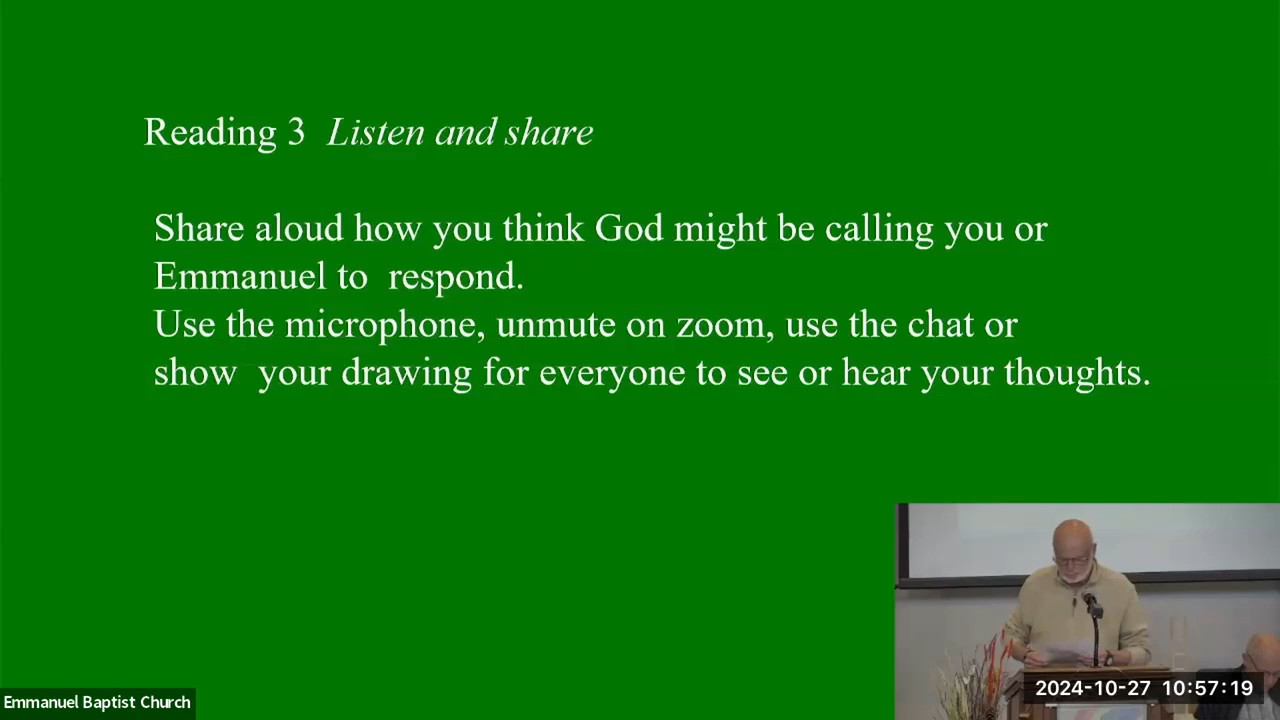 Reading 3 Listen and share
Share aloud how you think God might be calling you or
Emmanuel to respond.
Use the microphone, unmute on zoom, use the chat or
show your drawing for everyone to see or hear your thoughts.
Emmanuel Baptist Church
2024-10-27 10:57:19